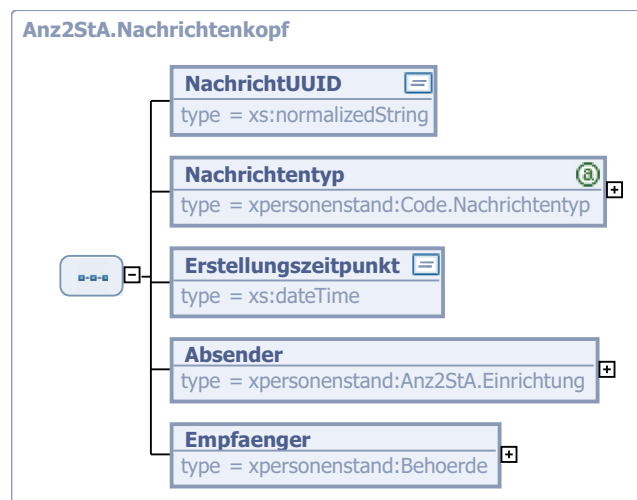 Anz2StA.Nachrichtenkopf
NachrichtUUID
type = xs:normalizedString
Nachrichtentyp
type = xpersonenstand:Code.Nachrichtentyp
Erstellungszeitpunkt
type = xs:dateTime
Absender
type = xpersonenstand:Anz2StA.Einrichtung
Empfaenger
type = xpersonenstand:Behoerde